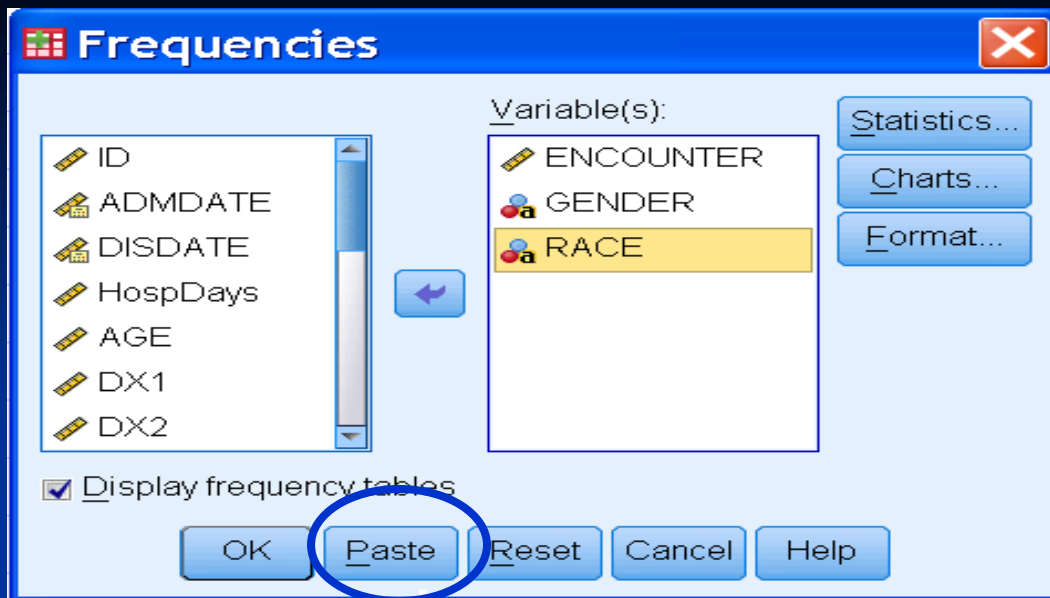 Frequencies
Variable(s):
ID
ADMDATE
DISDATE
HospDays
AGE
DX1
DX2
ENCOUNTER
a GENDER
a RACE
Statistics...
Charts...
Format...
Display frequency tables
OK
Paste
Reset
Cancel
Help